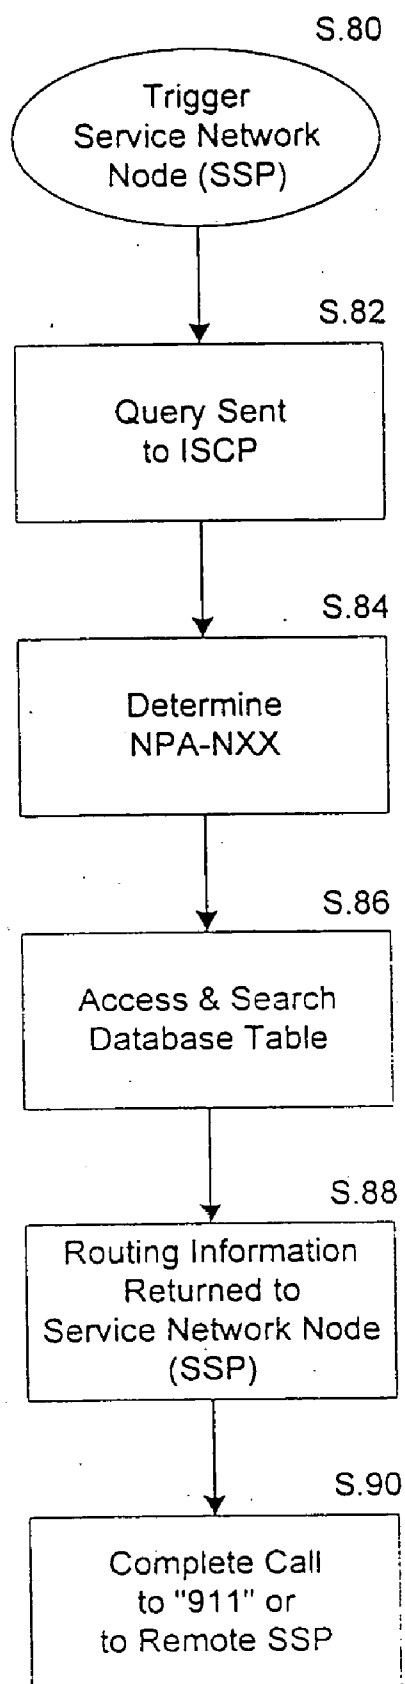 S.80
Trigger
Service Network
Node (SSP)
S.82
Query Sent
to ISCP
S.84
Determine
NPA-NXX
S.86
Access & Search
Database Table
S.88
Routing Information
Returned to
Service Network Node
(SSP)
S.90
Complete Call
to "911" or
to Remote SSP